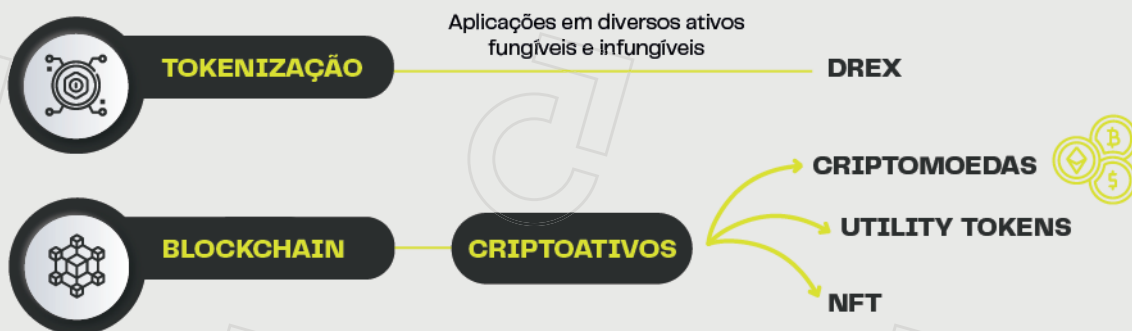 Aplicações em diversos ativos
fungíveis e infungíveis
TOKENIZAÇÃO
DREX
CRIPTOMOEDAS
BLOCKCHAIN
CRIPTOATIVOS
UTILITY TOKENS
NFT